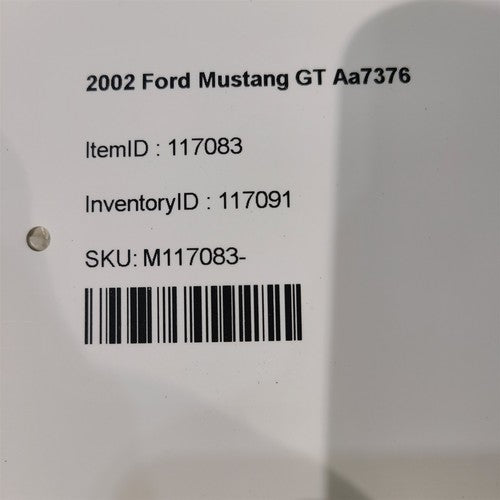 2002 Ford Mustang GT Aa7376
ItemID : 117083
InventoryID : 117091
SKU: M117083-